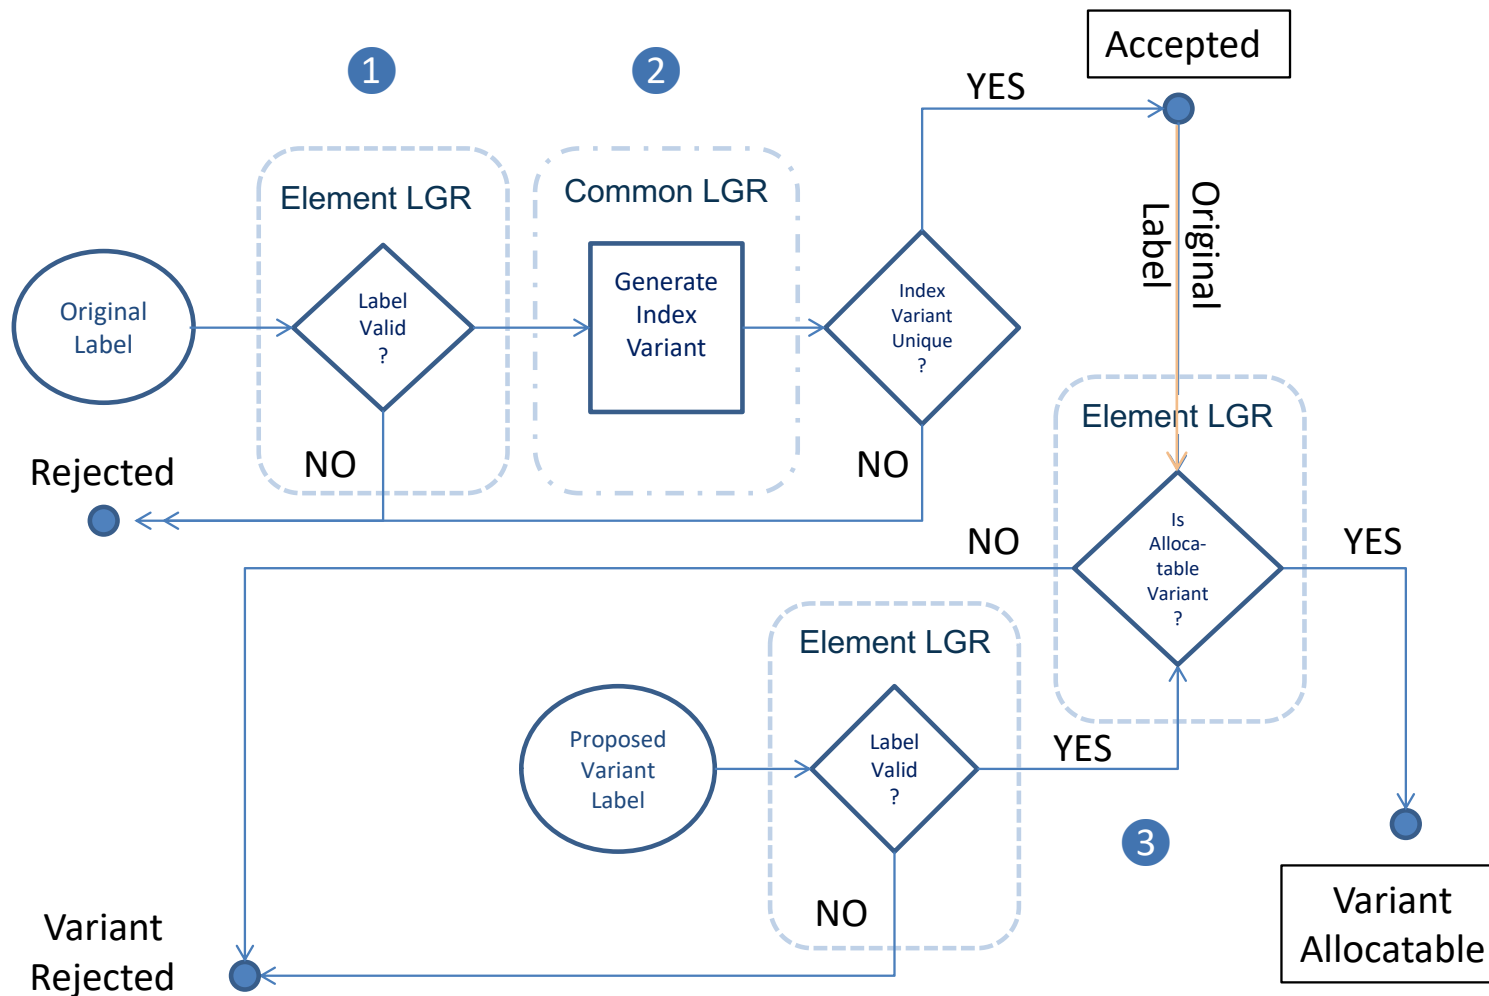 1
2
Accepted
YES
Element LGR
Common LGR
Original
Label
Original
Label
Label
Valid
?
Generate
Index
Variant
Index
Variant
Unique
?
Element LGR
Rejected
NO
NO
NO
Is
Alloca-
table
Variant
?
YES
Element LGR
Proposed
Variant
Label
Label
Valid
?
YES
3
NO
Variant
Rejected
Variant
Allocatable